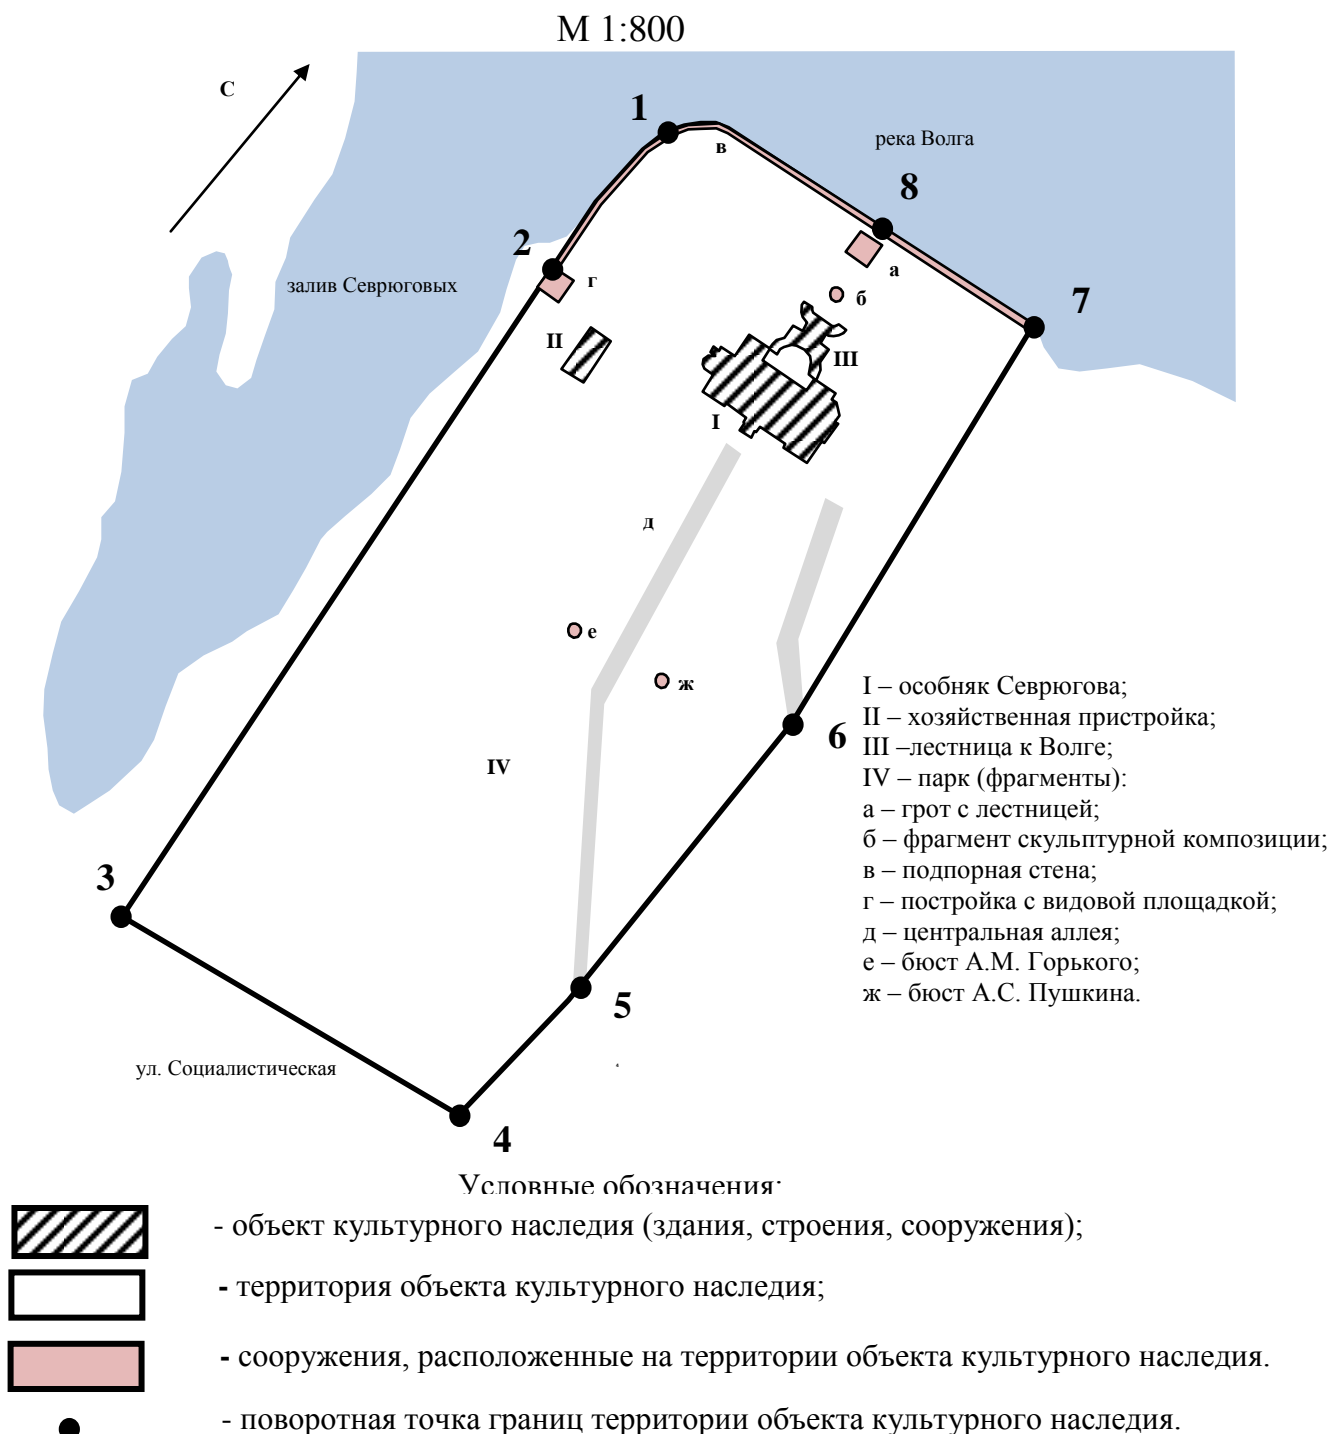 М 1:800
С
1
в
река Волга
8
2
г
а
залив Севрюговых
б
7
II
III
I
д
е
ж
I – особняк Севрюгова;
II – хозяйственная пристройка;
6
III –лестница к Волге;
IV
IV – парк (фрагменты):
а – грот с лестницей;
б – фрагмент скульптурной композиции;
в – подпорная стена;
3
г – постройка с видовой площадкой;
д – центральная аллея;
е – бюст А.М. Горького;
ж – бюст А.С. Пушкина.
5
ул. Социалистическая
4
Условные обозначения:
- объект культурного наследия (здания, строения, сооружения);
- территория объекта культурного наследия;
- сооружения, расположенные на территории объекта культурного наследия.
- поворотная точка границ территории объекта культурного наследия.